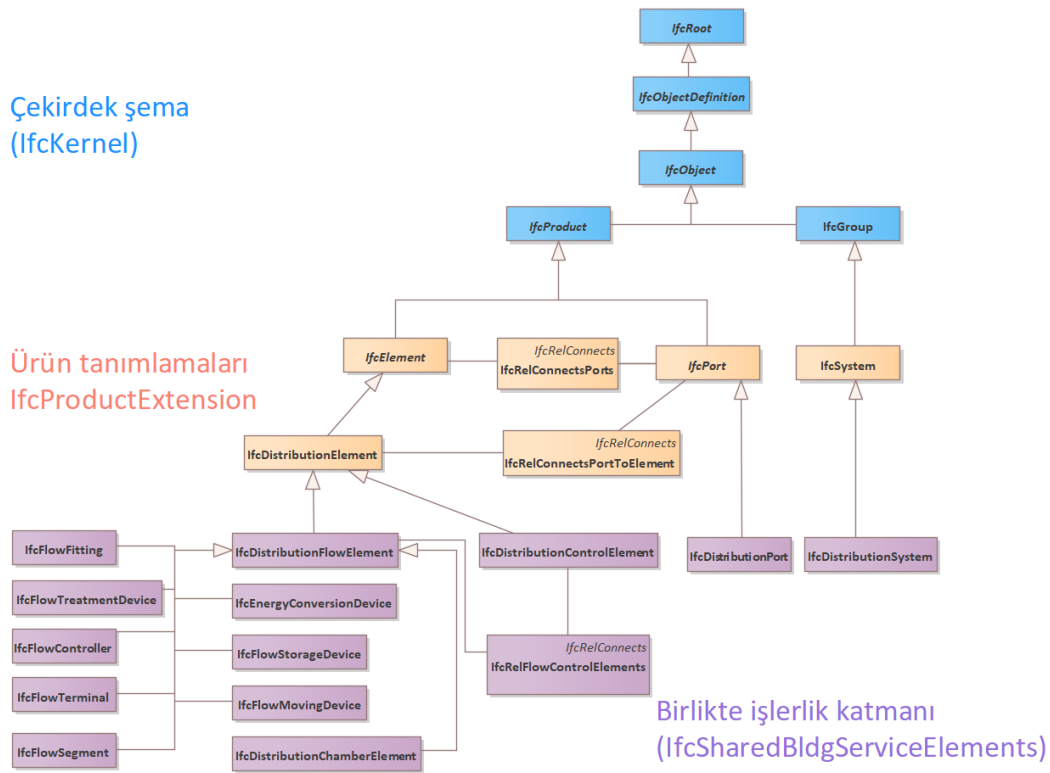 IfcRoot
Çekirdek şema
(IfcKernel)
IfcObjectDefinition
IfcObject
IfcProduct
IfcGroup
Ürün tanımlamaları
IfcProductExtension
IfcElement
IfcRelConnects
IfcRelConnectsPorts
IfcPort
IfcSystem
IfcDistributionElement
IfcRelConnects
IfcRelConnectsPortToElement
IfcFlowFitting
IfcDistributionFlowElement
IfcDistributionControlElement
IfcDistributionPort
IfcDistributionSystem
IfcFlowTreatmentDevice
IfcEnergyConversionDevice
IfcFlowController
IfcFlowStorageDevice
IfcRelConnects
IfcRelFlowControlElements
IfcFlowTerminal
IfcFlowMovingDevice
IfcFlowSegment
IfcDistributionChamberElement
Birlikte işlerlik katmanı
(IfcSharedBldgServiceElements)